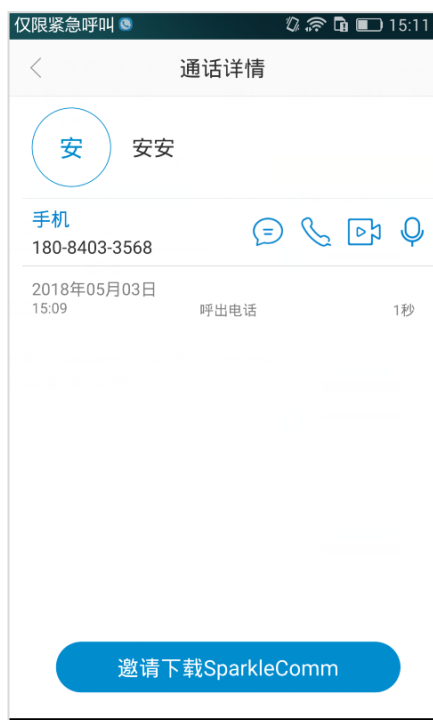 仅限紧急呼叫 15:11
通话详情
安 安安
手机
180-8403-3568
2018年05月03日
15:09 呼出电话 1秒
邀请下载SparkleComm